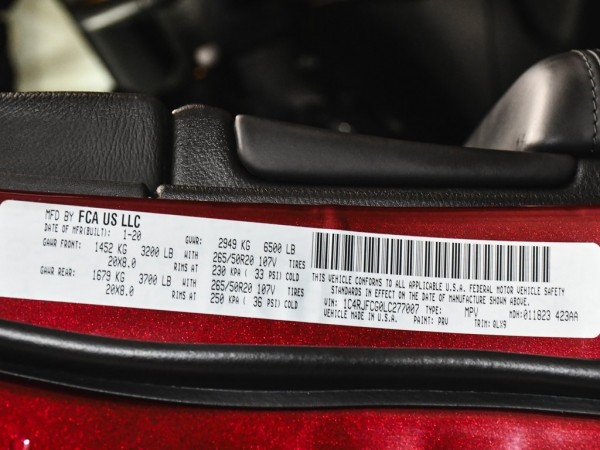 MFD BY FCA US LLC
DATE OF MFR(BUILT): 1-20 GVWR: 2949 KG 6500 LB
GAWR FRONT: 1452 KG 3200 LB WITH 265/50R20 107V TIRES
20X8.0 RIMS AT 230 KPA ( 33 PSI) COLD
GAWR REAR: 1679 KG 3700 LB WITH 265/50R20 107V TIRES
20X8.0 RIMS AT 250 KPA ( 36 PSI) COLD
THIS VEHICLE CONFORMS TO ALL APPLICABLE U.S.A. FEDERAL MOTOR VEHICLE SAFETY
STANDARDS IN EFFECT ON THE DATE OF MANUFACTURE SHOWN ABOVE.
VIN: 1C4RJFCG0LC277007 TYPE: MPV MDH:011823 423AA
VEHICLE MADE IN U.S.A. PAINT: PRV TRIM: QLX9